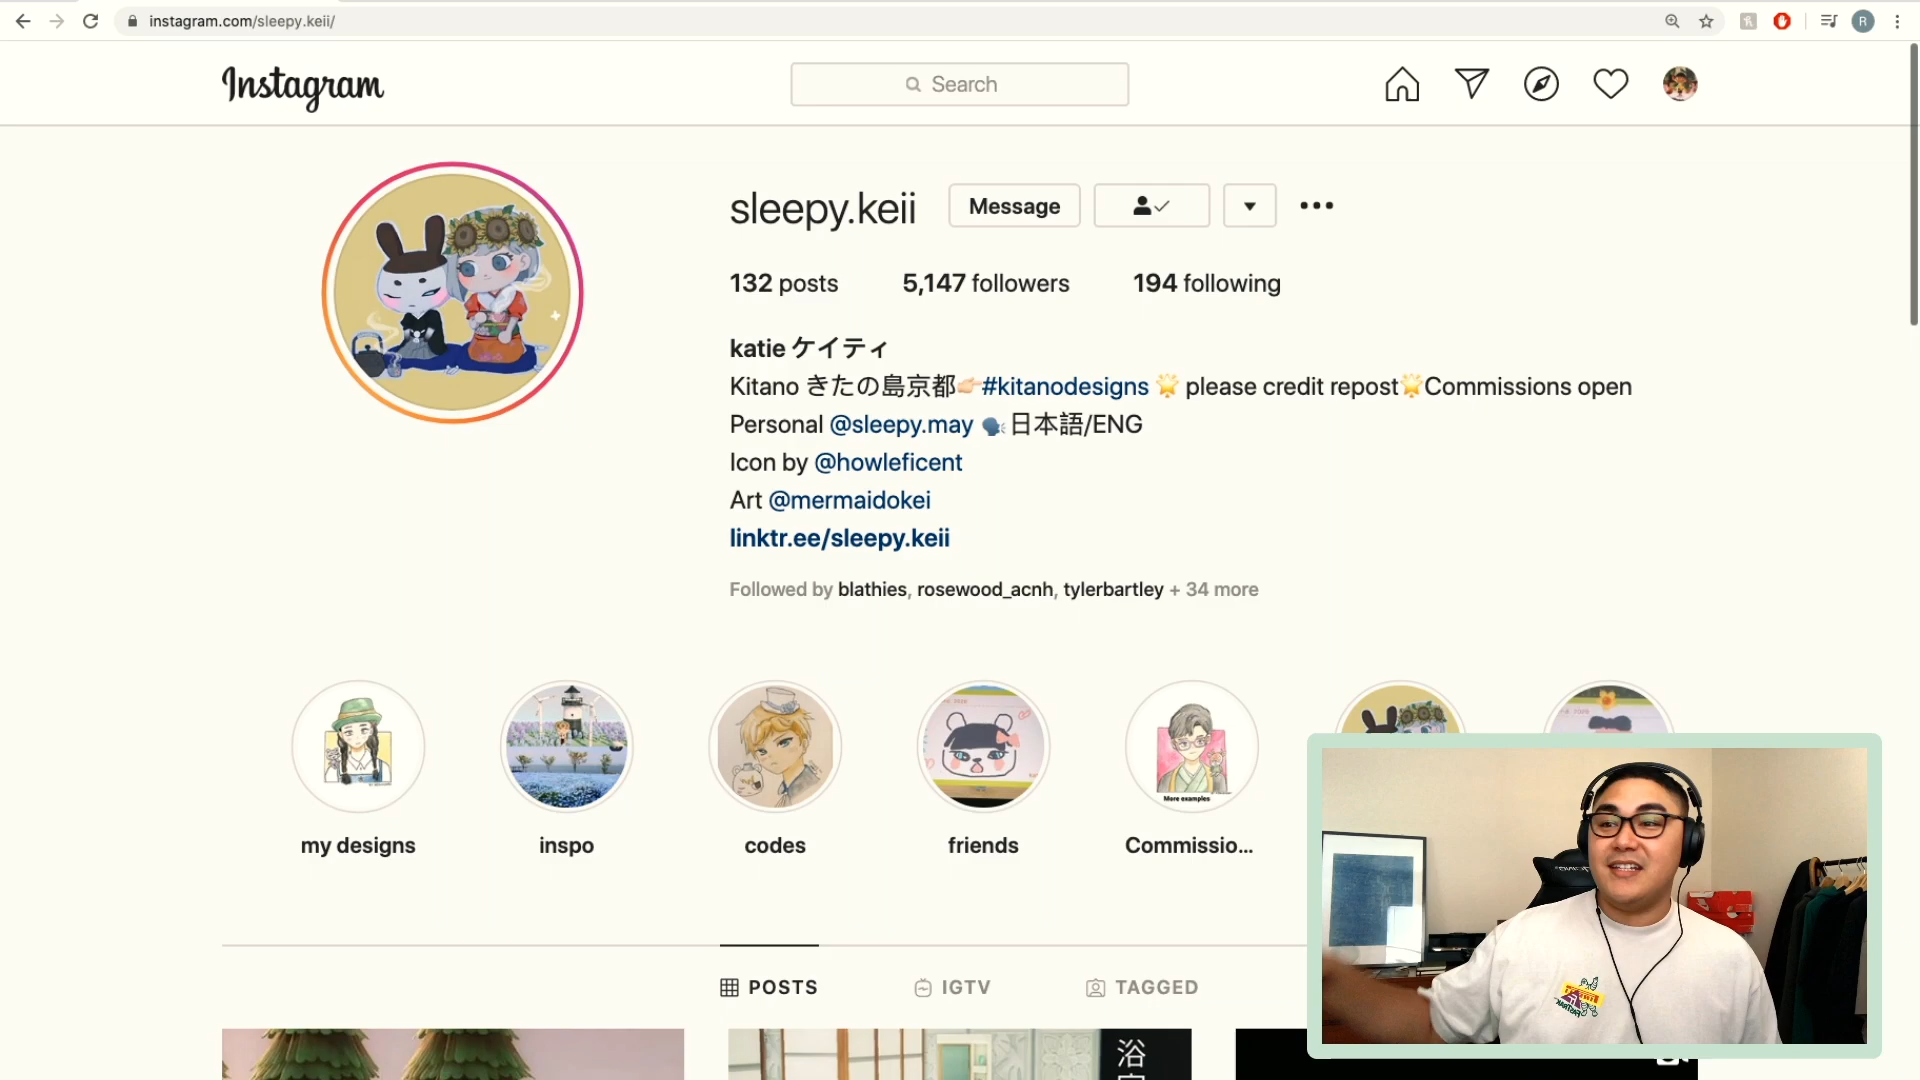 instagram.com/sleepy.keii/
R
Instagram
Search
sleepy.keii
Message
132 posts
5,147 followers
194 following
katie ケイティ
Kitano きたの島京都👉🏻#kitanodesigns 🌟 please credit repost🌟Commissions open
Personal @sleepy.may 🗣️日本語/ENG
Icon by @howleficent
Art @mermaidokei
linktr.ee/sleepy.keii
Followed by blathies, rosewood_acnh, tylerbartley + 34 more
More examples
my designs
inspo
codes
friends
Commissio...
POSTS
IGTV
TAGGED
浴